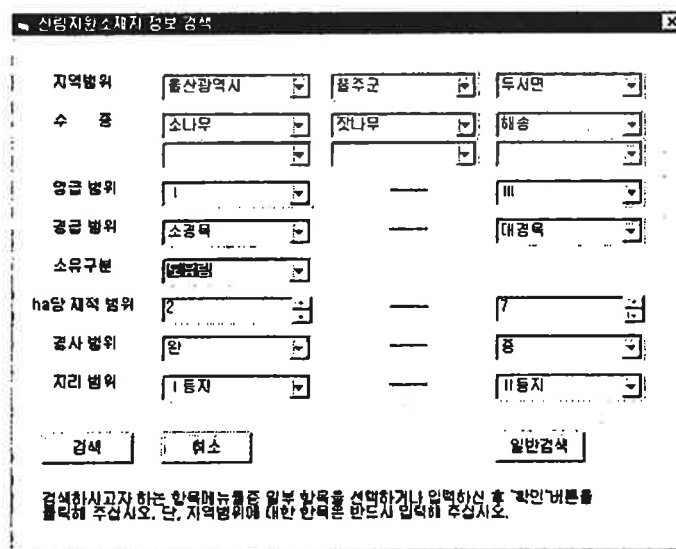 산림자원소재지 정보 검색
지역범위 울산광역시 울주군 두서면
수 종 소나무 잣나무 해송
영급 범위 I — III
경급 범위 소경목 — 대경목
소유구분
ha당 재적 범위 2 — 7
경사 범위 완 — 중
지리 범위 I 등지 — II등지
검색 취소 일반검색
검색하시고자 하는 항목메뉴들중 일부 항목을 선택하거나 입력하신 후 "확인"버튼을
클릭해 주십시오. 단, 지역범위에 대한 항목은 반드시 입력해 주십시오.